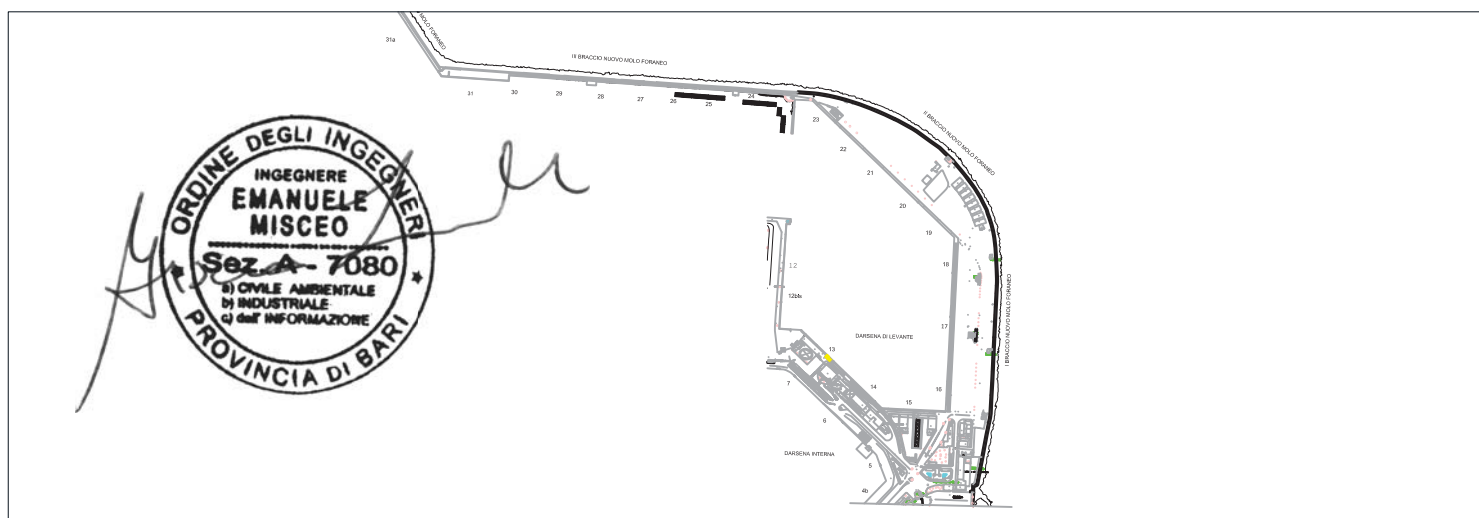 MOLO FORANEO
31a
III BRACCIO NUOVO MOLO FORANEO
31
30
29
28
27
26
25
24
23
22
21
20
19
18
17
16
15
14
13
12
12bis
II BRACCIO NUOVO MOLO FORANEO
I BRACCIO NUOVO MOLO FORANEO
DARSENA DI LEVANTE
7
6
DARSENA INTERNA
5
4b
ORDINE DEGLI INGEGNERI
INGEGNERE
EMANUELE
MISCEO
Sez. A - 7080
a) CIVILE AMBIENTALE
b) INDUSTRIALE
c) dell' INFORMAZIONE
PROVINCIA DI BARI